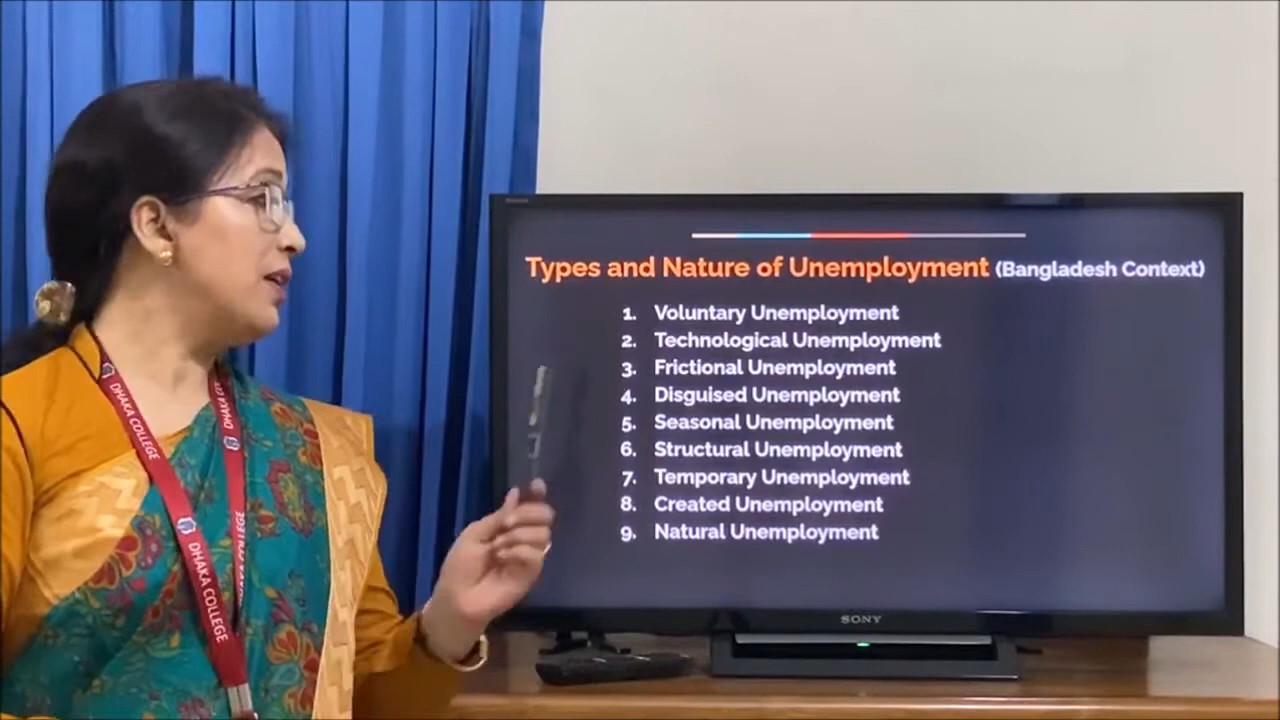 Types and Nature of Unemployment (Bangladesh Context)
1. Voluntary Unemployment
2. Technological Unemployment
3. Frictional Unemployment
4. Disguised Unemployment
5. Seasonal Unemployment
6. Structural Unemployment
7. Temporary Unemployment
8. Created Unemployment
9. Natural Unemployment
SONY
DHAKA COLLEGE
DHAKA COLLEGE